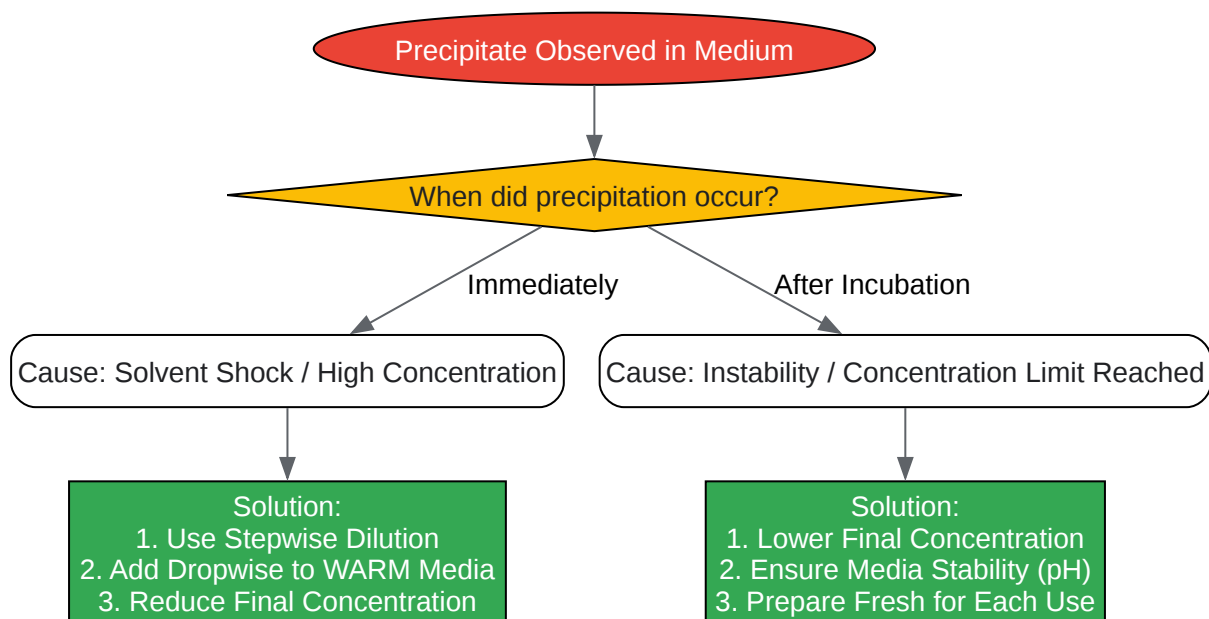 Precipitate Observed in Medium
When did precipitation occur?
Immediately
After Incubation
Cause: Solvent Shock / High Concentration
Cause: Instability / Concentration Limit Reached
Solution:
1. Use Stepwise Dilution
2. Add Dropwise to WARM Media
3. Reduce Final Concentration
Solution:
1. Lower Final Concentration
2. Ensure Media Stability (pH)
3. Prepare Fresh for Each Use